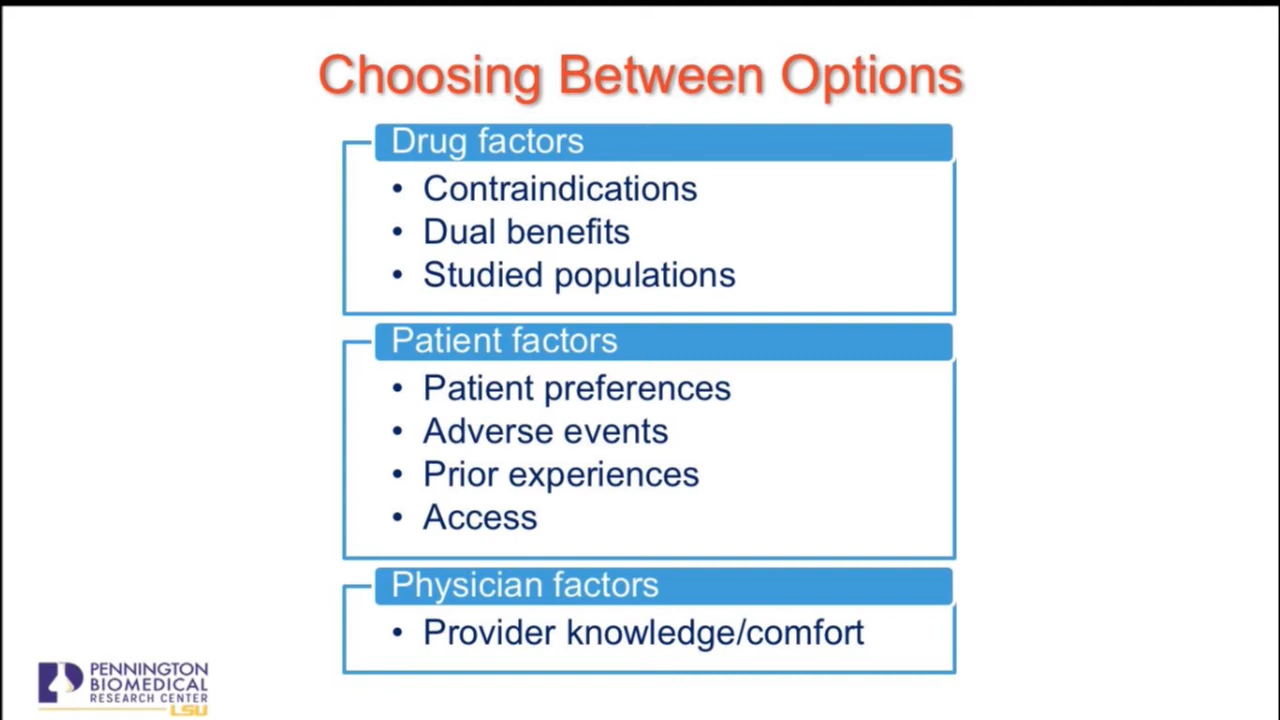 Choosing Between Options
Drug factors
• Contraindications
• Dual benefits
• Studied populations
Patient factors
• Patient preferences
• Adverse events
• Prior experiences
• Access
Physician factors
• Provider knowledge/comfort
PENNINGTON
BIOMEDICAL
RESEARCH CENTER
LSU